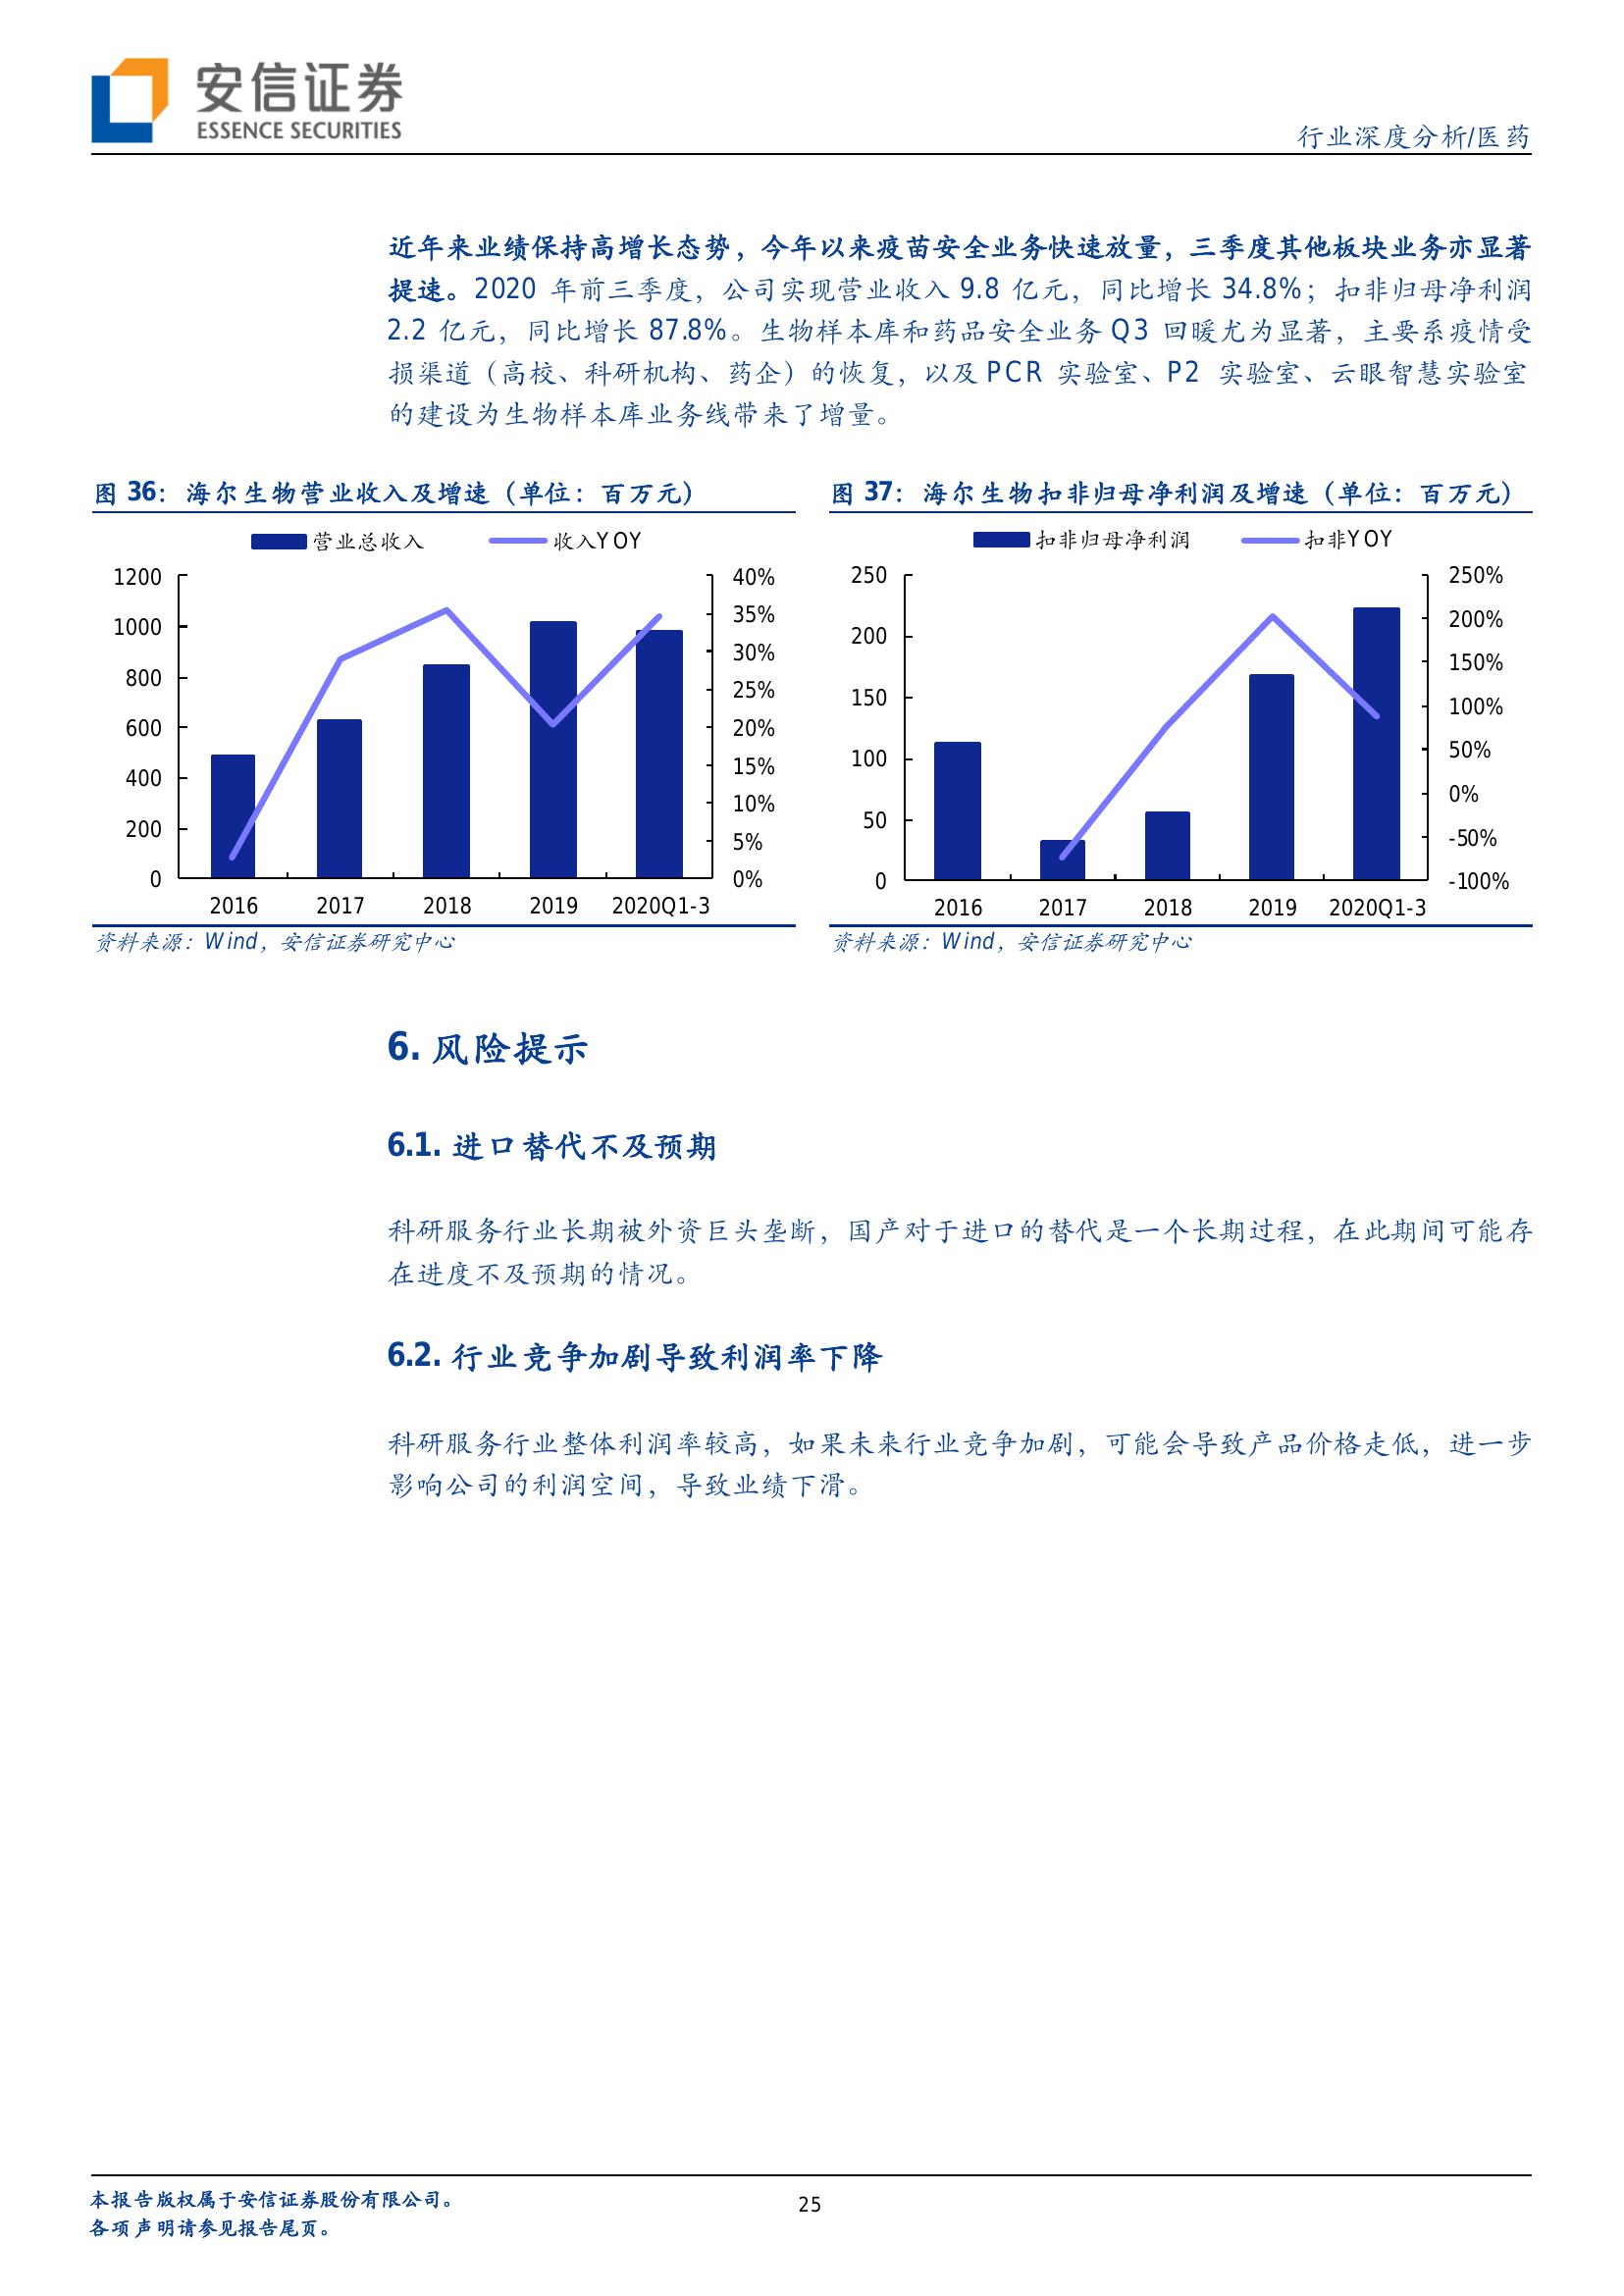 安信证券
ESSENCE SECURITIES
行业深度分析/医药
近年来业绩保持高增长态势，今年以来疫苗安全业务快速放量，三季度其他板块业务亦显著
提速。2020 年前三季度，公司实现营业收入 9.8 亿元，同比增长 34.8%；扣非归母净利润
2.2 亿元，同比增长 87.8%。生物样本库和药品安全业务 Q3 回暖尤为显著，主要系疫情受
损渠道（高校、科研机构、药企）的恢复，以及 PCR 实验室、P2 实验室、云眼智慧实验室
的建设为生物样本库业务线带来了增量。
图 36：海尔生物营业收入及增速（单位：百万元）
营业总收入 收入YOY
1200
1000
800
600
400
200
0
40%
35%
30%
25%
20%
15%
10%
5%
0%
2016 2017 2018 2019 2020Q1-3
资料来源：Wind，安信证券研究中心
图 37：海尔生物扣非归母净利润及增速（单位：百万元）
扣非归母净利润 扣非YOY
250
200
150
100
50
0
250%
200%
150%
100%
50%
0%
-50%
-100%
2016 2017 2018 2019 2020Q1-3
资料来源：Wind，安信证券研究中心
6. 风险提示
6.1. 进口替代不及预期
科研服务行业长期被外资巨头垄断，国产对于进口的替代是一个长期过程，在此期间可能存
在进度不及预期的情况。
6.2. 行业竞争加剧导致利润率下降
科研服务行业整体利润率较高，如果未来行业竞争加剧，可能会导致产品价格走低，进一步
影响公司的利润空间，导致业绩下滑。
本报告版权属于安信证券股份有限公司。
各项声明请参见报告尾页。
25